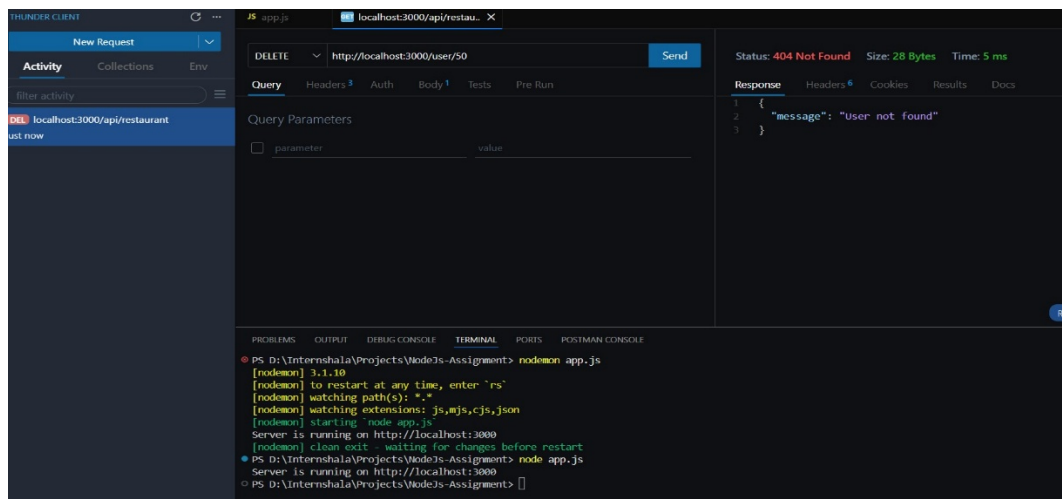 THUNDER CLIENT
New Request
Activity Collections Env
filter activity
DEL localhost:3000/api/restaurant
ust now
JS app.js
localhost:3000/api/restau.. X
DELETE http://localhost:3000/user/50 Send
Query Headers 3 Auth Body 1 Tests Pre Run
Query Parameters
parameter value
Status: 404 Not Found Size: 28 Bytes Time: 5 ms
Response Headers 6 Cookies Results Docs
1 {
2 "message": "User not found"
3 }
PROBLEMS OUTPUT DEBUG CONSOLE TERMINAL PORTS POSTMAN CONSOLE
PS D:\Internshala\Projects\NodeJs-Assignment> nodemon app.js
[nodemon] 3.1.10
[nodemon] to restart at any time, enter `rs`
[nodemon] watching path(s): *.*
[nodemon] watching extensions: js,mjs,cjs,json
[nodemon] starting `node app.js`
Server is running on http://localhost:3000
[nodemon] clean exit - waiting for changes before restart
PS D:\Internshala\Projects\NodeJs-Assignment> node app.js
Server is running on http://localhost:3000
PS D:\Internshala\Projects\NodeJs-Assignment>